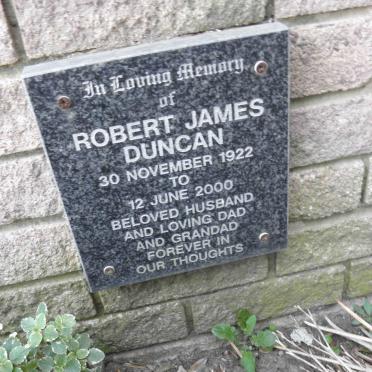 In Loving Memory
of
ROBERT JAMES
DUNCAN
30 NOVEMBER 1922
TO
12 JUNE 2000
BELOVED HUSBAND
AND LOVING DAD
AND GRANDAD
FOREVER IN
OUR THOUGHTS